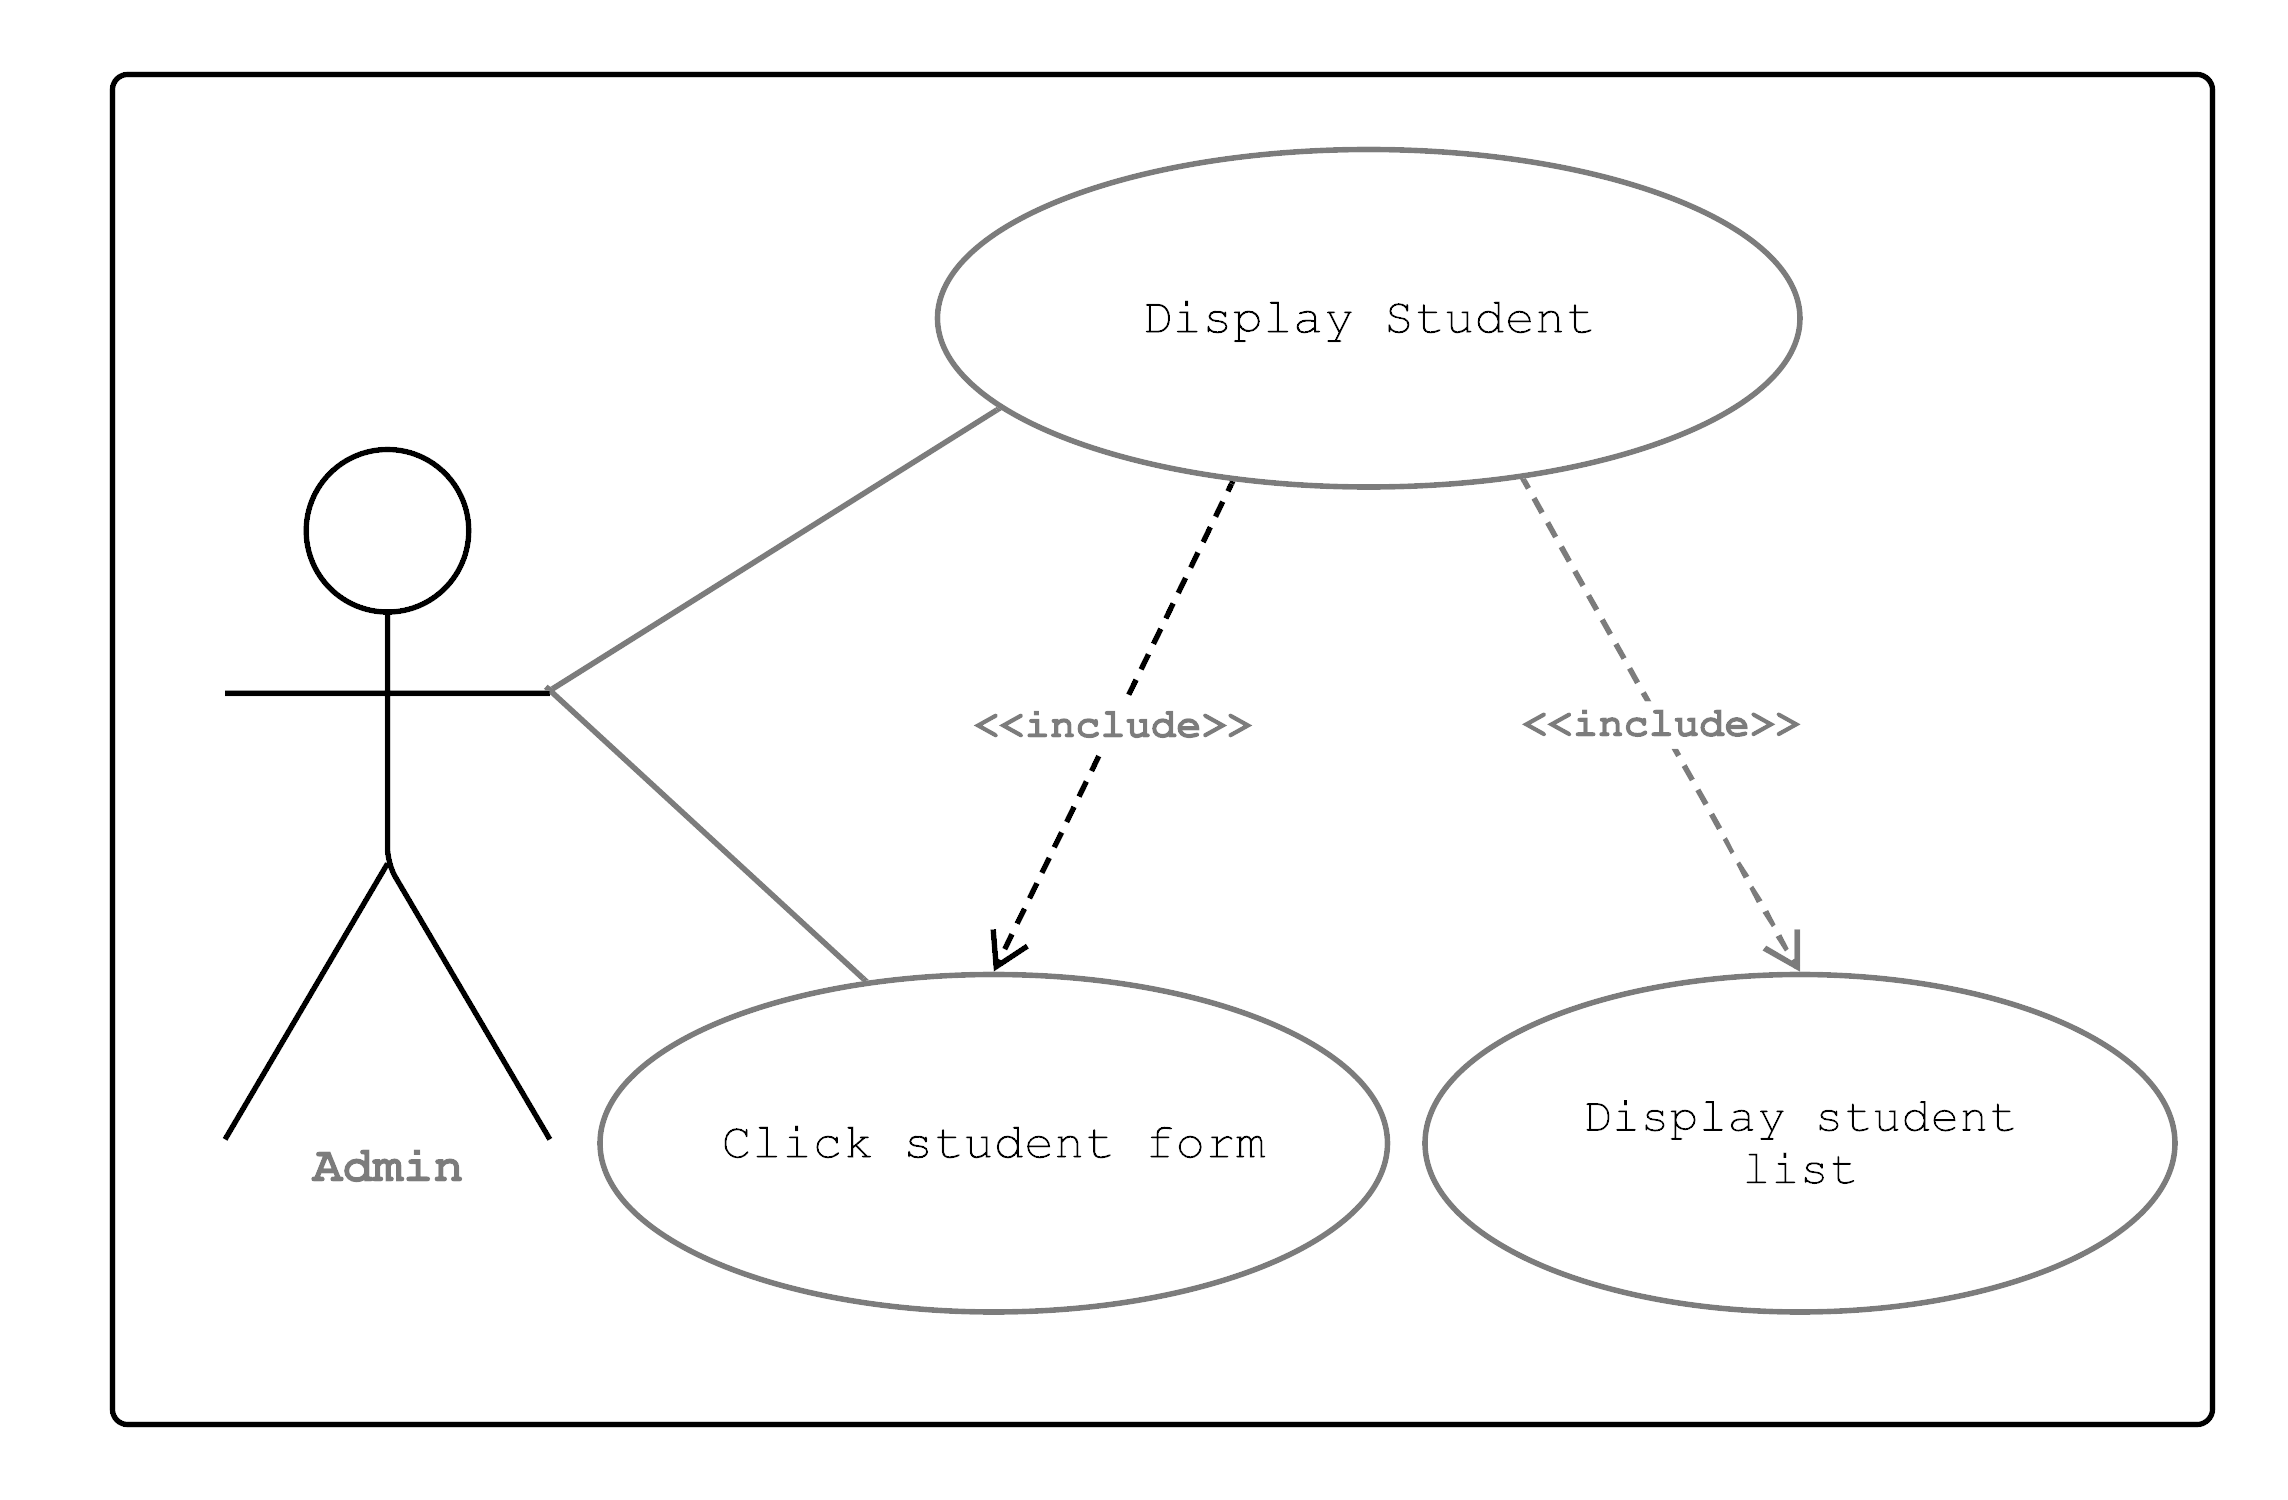 Display Student
<<include>>
<<include>>
Admin
Click student form
Display student
list